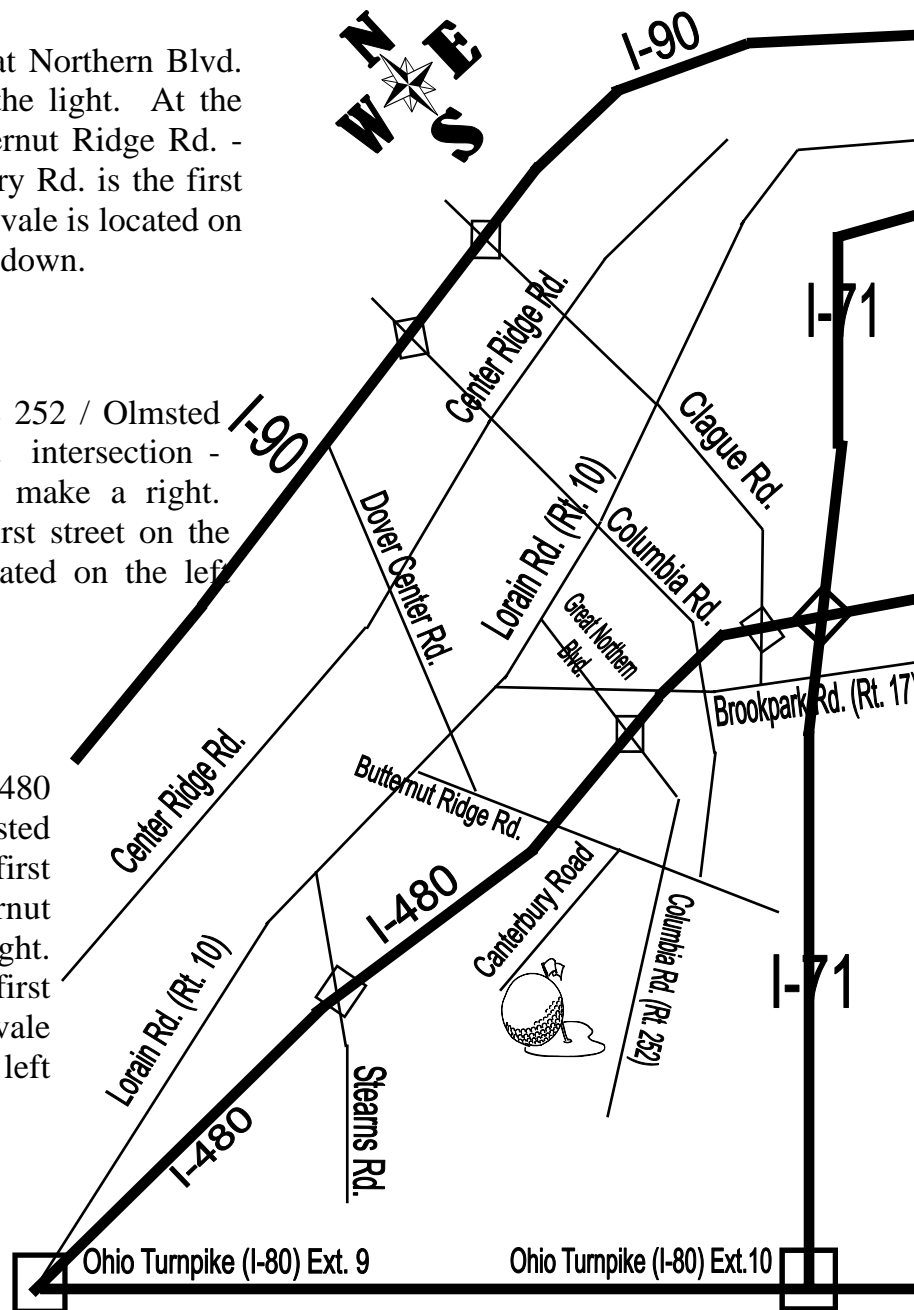 at Northern Blvd.
the light. At the
ernut Ridge Rd. -
ry Rd. is the first
vale is located on
down.
252 / Olmsted
intersection -
make a right.
rst street on the
ated on the left
480
sted
first
ernut
ght.
first
vale
left
N
E
W
S
I-90
I-71
Center Ridge Rd.
Clague Rd.
I-90
Lorain Rd. (Rt. 10)
Dover Center Rd.
Columbia Rd.
Great Northern
Blvd.
Brookpark Rd. (Rt. 17)
Center Ridge Rd.
Butternut Ridge Rd.
I-480
Canterbury Road
Columbia Rd. (Rt. 252)
I-71
Lorain Rd. (Rt. 10)
Stearns Rd.
I-480
Ohio Turnpike (I-80) Ext. 9
Ohio Turnpike (I-80) Ext.10